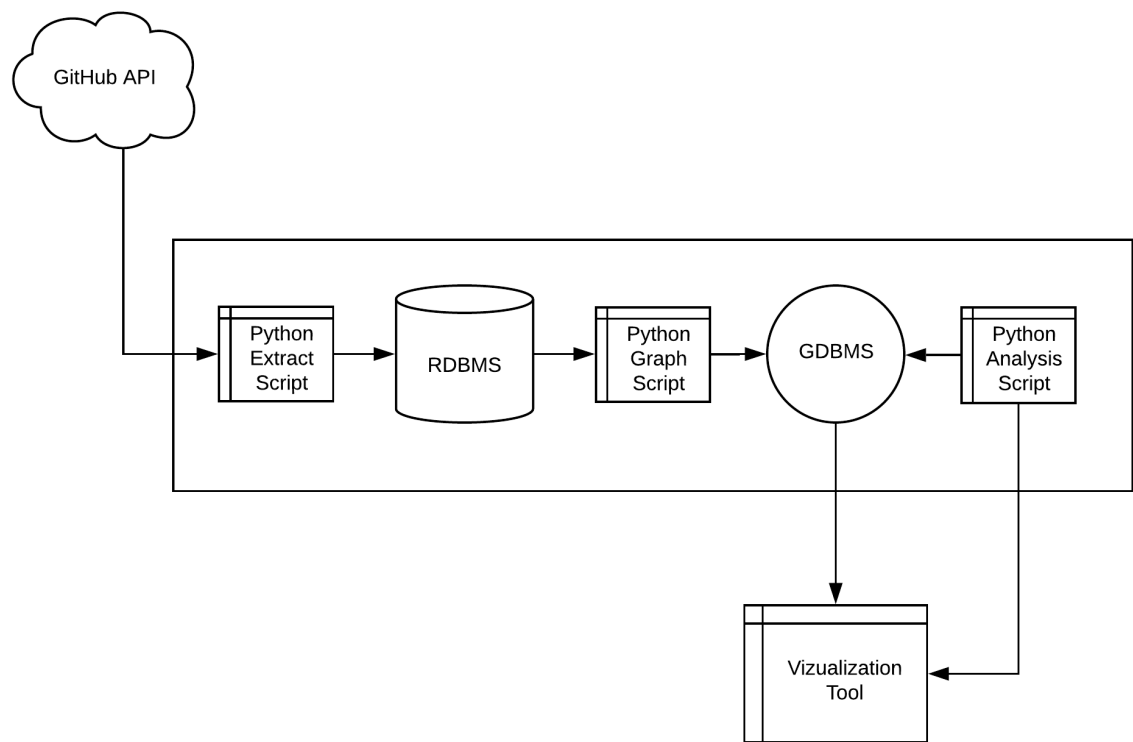 GitHub API
Python
Extract
Script
RDBMS
Python
Graph
Script
GDBMS
Python
Analysis
Script
Vizualization
Tool